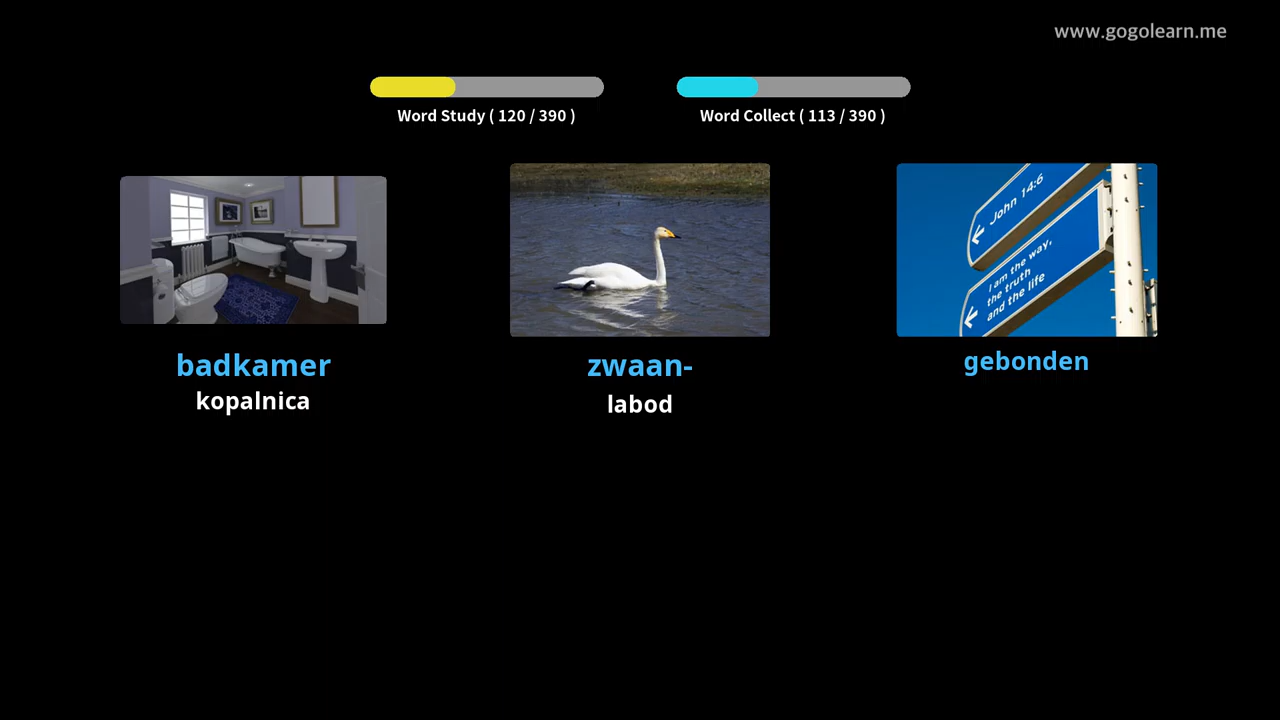 www.gogolearn.me
Word Study ( 120 / 390 )
Word Collect ( 113 / 390 )
John 14:6
I am the way,
the truth
and the life
badkamer
kopalnica
zwaan-
labod
gebonden